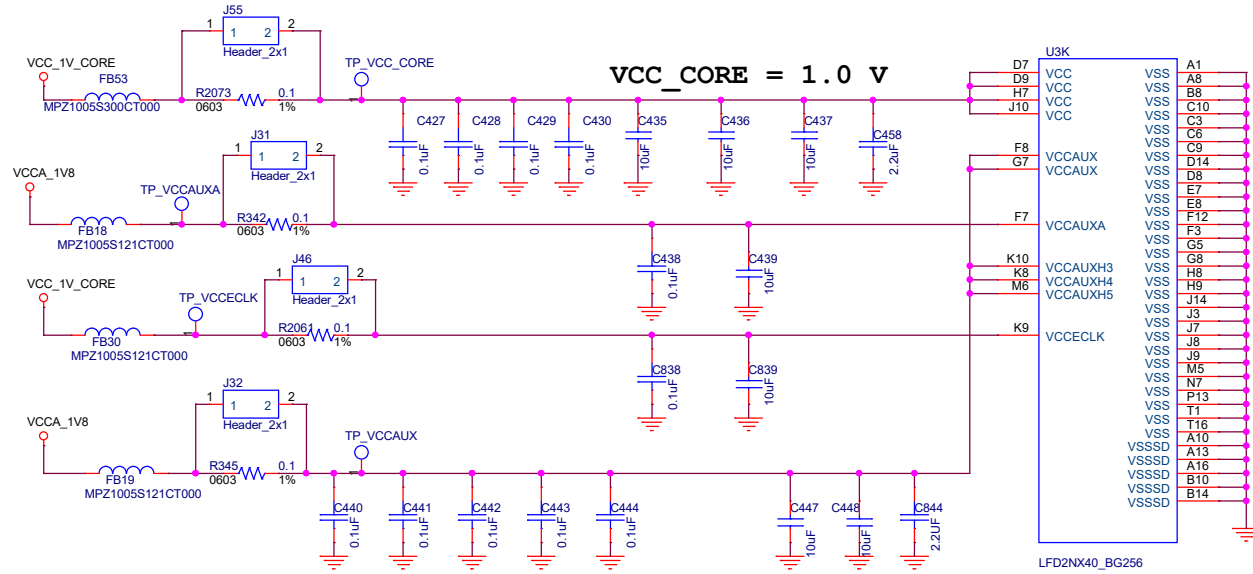 J55
1 1 2 2
Header_2x1
VCC_1V_CORE
FB53
MPZ1005S300CT000
R2073 0.1
0603 1%
TP_VCC_CORE
1
VCC_CORE = 1.0 V
C427
0.1uF
C428
0.1uF
C429
0.1uF
C430
0.1uF
C435
10uF
C436
10uF
C437
10uF
C458
2.2uF
J31
1 1 2 2
Header_2x1
VCCA_1V8
TP_VCCAUXA
1
FB18
MPZ1005S121CT000
R342 0.1
0603 1%
C438
0.1uF
C439
10uF
J46
1 1 2 2
Header_2x1
VCC_1V_CORE
TP_VCCECLK
1
FB30
MPZ1005S121CT000
R2061 0.1
0603 1%
C838
0.1uF
C839
10uF
J32
1 1 2 2
Header_2x1
VCCA_1V8
TP_VCCAUX
1
FB19
MPZ1005S121CT000
R345 0.1
0603 1%
C440
0.1uF
C441
0.1uF
C442
0.1uF
C443
0.1uF
C444
0.1uF
C447
10uF
C448
10uF
C844
2.2UF
U3K
D7 VCC
D9 VCC
H7 VCC
J10 VCC
F8 VCCAUX
G7 VCCAUX
F7 VCCAUXA
K10 VCCAUXH3
K8 VCCAUXH4
M6 VCCAUXH5
K9 VCCECLK
VSS A1
VSS A8
VSS B8
VSS C10
VSS C3
VSS C6
VSS C9
VSS D14
VSS D8
VSS E7
VSS E8
VSS F12
VSS F3
VSS G5
VSS G8
VSS H8
VSS H9
VSS J14
VSS J3
VSS J7
VSS J8
VSS J9
VSS M5
VSS N7
VSS P13
VSS T1
VSS T16
VSSSD A10
VSSSD A13
VSSSD A16
VSSSD B10
VSSSD B14
LFD2NX40_BG256